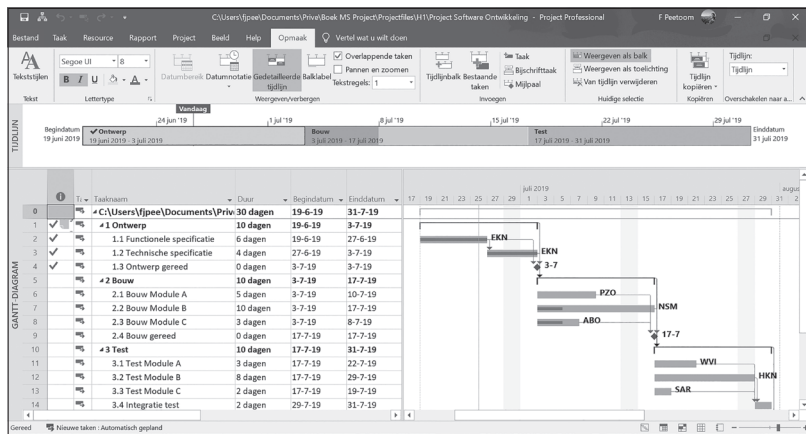 C:\Users\fjpee\Documents\Prive\Boek MS Project\Projectfiles\H1\Project Software Ontwikkeling - Project Professional
F Peetoom
Bestand Taak Resource Rapport Project Beeld Help Opmaak Vertel wat u wilt doen
Tekststijlen
Segoe UI 8
B I U
Tekst
Lettertype
Datumbereik Datumnotatie Gedetailleerde tijdlijn Balklabel
Overlappende taken
Pannen en zoomen
Tekstregels: 1
Weergeven/verbergen
Tijdlijnbalk Bestaande taken
Taak
Bijschrifttaak
Mijlpaal
Invoegen
Weergeven als balk
Weergeven als toelichting
Van tijdlijn verwijderen
Huidige selectie
Tijdlijn kopiëren
Kopiëren
Tijdlijn:
Tijdlijn
Overschakelen naar a...
TIJDLIJN
Vandaag
24 jun '19 1 jul '19 8 jul '19 15 jul '19 22 jul '19 29 jul '19
Begindatum
19 juni 2019
Ontwerp
19 juni 2019 - 3 juli 2019
Bouw
3 juli 2019 - 17 juli 2019
Test
17 juli 2019 - 31 juli 2019
Einddatum
31 juli 2019
GANTT-DIAGRAM
Ta Taaknaam Duur Begindatum Einddatum
juli 2019 augus
17 19 21 23 25 27 29 1 3 5 7 9 11 13 15 17 19 21 23 25 27 29 31 2
0 C:\Users\fjpee\Documents\Priv 30 dagen 19-6-19 31-7-19
1 1 Ontwerp 10 dagen 19-6-19 3-7-19
2 1.1 Functionele specificatie 6 dagen 19-6-19 27-6-19 EKN
3 1.2 Technische specificatie 4 dagen 27-6-19 3-7-19 EKN
4 1.3 Ontwerp gereed 0 dagen 3-7-19 3-7-19 3-7
5 2 Bouw 10 dagen 3-7-19 17-7-19
6 2.1 Bouw Module A 5 dagen 3-7-19 10-7-19 PZO
7 2.2 Bouw Module B 10 dagen 3-7-19 17-7-19 NSM
8 2.3 Bouw Module C 3 dagen 3-7-19 8-7-19 ABO
9 2.4 Bouw gereed 0 dagen 17-7-19 17-7-19 17-7
10 3 Test 10 dagen 17-7-19 31-7-19
11 3.1 Test Module A 3 dagen 17-7-19 22-7-19 WVI
12 3.2 Test Module B 8 dagen 17-7-19 29-7-19 HKN
13 3.3 Test Module C 2 dagen 17-7-19 19-7-19 SAR
14 3.4 Integratie test 2 dagen 29-7-19 31-7-19
Gereed Nieuwe taken : Automatisch gepland